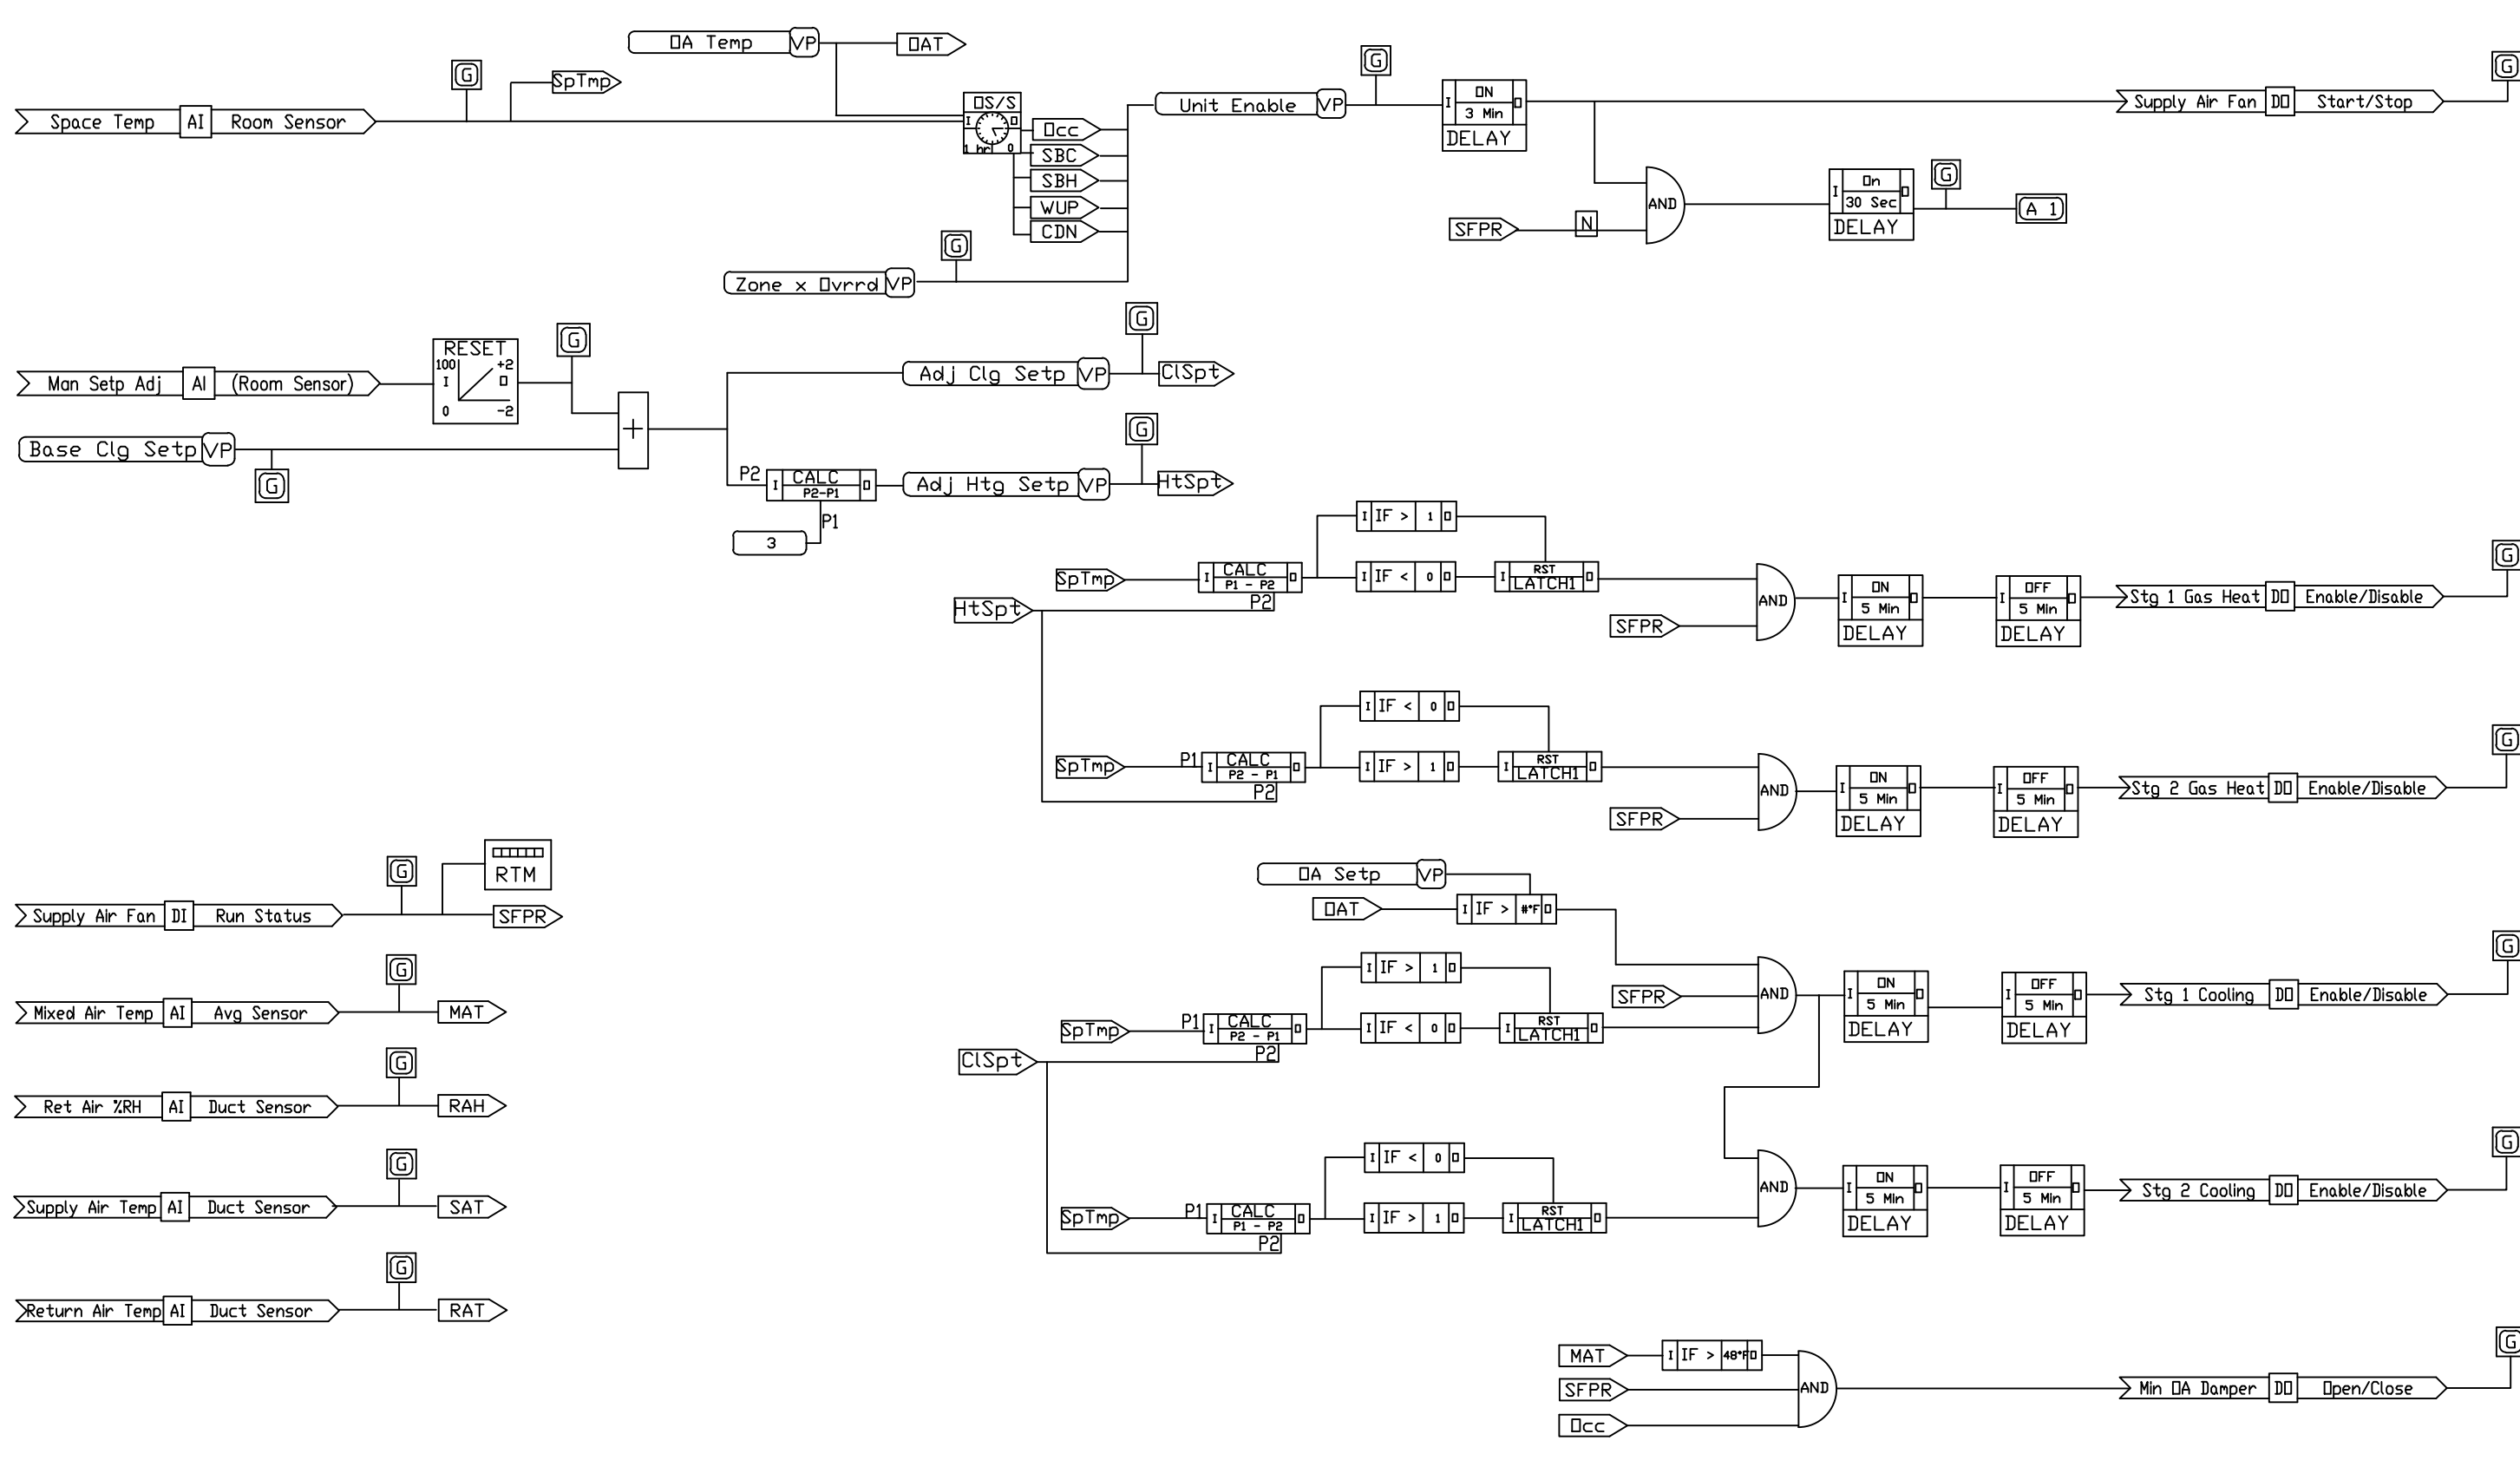 OA Temp VP OAT
G
SpTmp
Space Temp AI Room Sensor
OS/S
I O
1 hr 0
Occ
SBC
SBH
WUP
CDN
G
Zone x Ovrrd VP
Unit Enable VP
G
I ON O
3 Min
DELAY
Supply Air Fan DO Start/Stop
G
SFPR N
AND
I On O
30 Sec
DELAY
G
A 1
Man Setp Adj AI (Room Sensor)
RESET
100 +2
I O
0 -2
G
Base Clg Setp VP
G
+
Adj Clg Setp VP
G
ClSpt
P2
I CALC O
P2-P1
P1
3
Adj Htg Setp VP
G
HtSpt
I IF > 1 O
SpTmp
I CALC O
P1 - P2
P2
HtSpt
I IF < 0 O
I RST O
LATCH1
SFPR
AND
I ON O
5 Min
DELAY
I OFF O
5 Min
DELAY
Stg 1 Gas Heat DO Enable/Disable
G
I IF < 0 O
SpTmp
P1
I CALC O
P2 - P1
P2
I IF > 1 O
I RST O
LATCH1
SFPR
AND
I ON O
5 Min
DELAY
I OFF O
5 Min
DELAY
Stg 2 Gas Heat DO Enable/Disable
G
Supply Air Fan DI Run Status
G
RTM
SFPR
Mixed Air Temp AI Avg Sensor
G
MAT
Ret Air %RH AI Duct Sensor
G
RAH
Supply Air Temp AI Duct Sensor
G
SAT
Return Air Temp AI Duct Sensor
G
RAT
OA Setp VP
OAT
I IF > #°F O
I IF > 1 O
SFPR
SpTmp
P1
I CALC O
P2 - P1
P2
ClSpt
I IF < 0 O
I RST O
LATCH1
AND
I ON O
5 Min
DELAY
I OFF O
5 Min
DELAY
Stg 1 Cooling DO Enable/Disable
G
I IF < 0 O
SpTmp
P1
I CALC O
P1 - P2
P2
I IF > 1 O
I RST O
LATCH1
AND
I ON O
5 Min
DELAY
I OFF O
5 Min
DELAY
Stg 2 Cooling DO Enable/Disable
G
MAT
I IF > 48°F O
SFPR
Occ
AND
Min OA Damper DO Open/Close
G